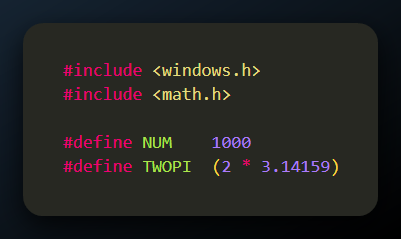 #include <windows.h>
#include <math.h>

#define NUM    1000
#define TWOPI  (2 * 3.14159)